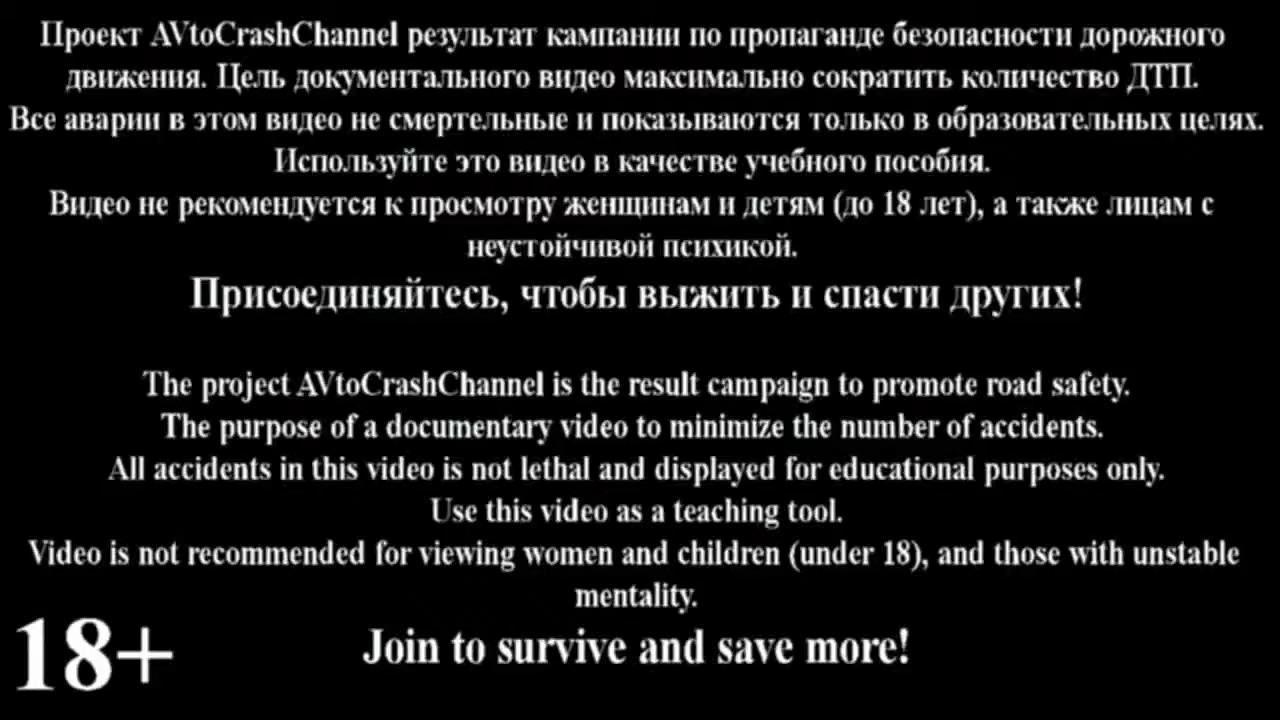 Проект AVtoCrashChannel результат кампании по пропаганде безопасности дорожного
движения. Цель документального видео максимально сократить количество ДТП.
Все аварии в этом видео не смертельные и показываются только в образовательных целях.
Используйте это видео в качестве учебного пособия.
Видео не рекомендуется к просмотру женщинам и детям (до 18 лет), а также лицам с
неустойчивой психикой.
Присоединяйтесь, чтобы выжить и спасти других!
The project AVtoCrashChannel is the result campaign to promote road safety.
The purpose of a documentary video to minimize the number of accidents.
All accidents in this video is not lethal and displayed for educational purposes only.
Use this video as a teaching tool.
Video is not recommended for viewing women and children (under 18), and those with unstable
mentality.
Join to survive and save more!
18+